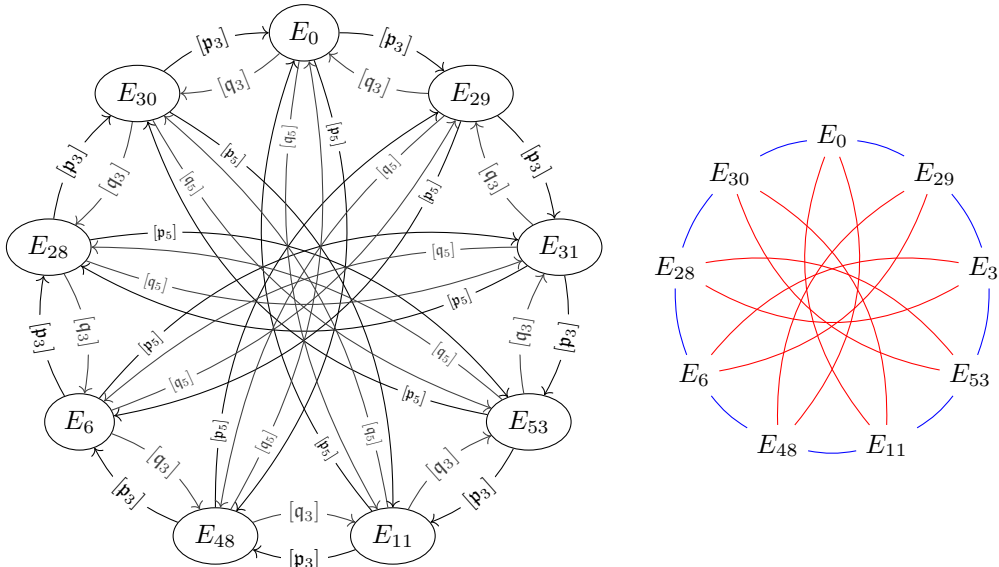 E₀
[𝔭₃] [𝔭₃]
[𝔮₃] [𝔮₃]
E₃₀ E₂₉
[𝔮₅] [𝔭₅]
[𝔭₅] [𝔮₅]
[𝔭₃] [𝔭₃]
[𝔮₃] [𝔮₅] [𝔭₅] [𝔮₃]
[𝔭₅] [𝔮₅]
E₂₈ E₃₁
[𝔮₅] [𝔭₅]
[𝔭₃] [𝔮₃] [𝔭₅] [𝔮₅] [𝔮₃] [𝔭₃]
[𝔮₅] [𝔭₅]
E₆ E₅₃
[𝔭₅] [𝔮₅] [𝔮₅] [𝔭₅]
[𝔮₃] [𝔮₃]
[𝔭₃] [𝔭₃]
[𝔮₃]
E₄₈ E₁₁
[𝔭₃]
E₀
E₃₀ E₂₉
E₂₈ E₃
E₆ E₅₃
E₄₈ E₁₁